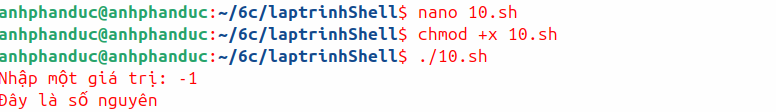 anhphanduc@anhphanduc:~/6c/laptrinhShell$ nano 10.sh
anhphanduc@anhphanduc:~/6c/laptrinhShell$ chmod +x 10.sh
anhphanduc@anhphanduc:~/6c/laptrinhShell$ ./10.sh
Nhập một giá trị: -1
Đây là số nguyên